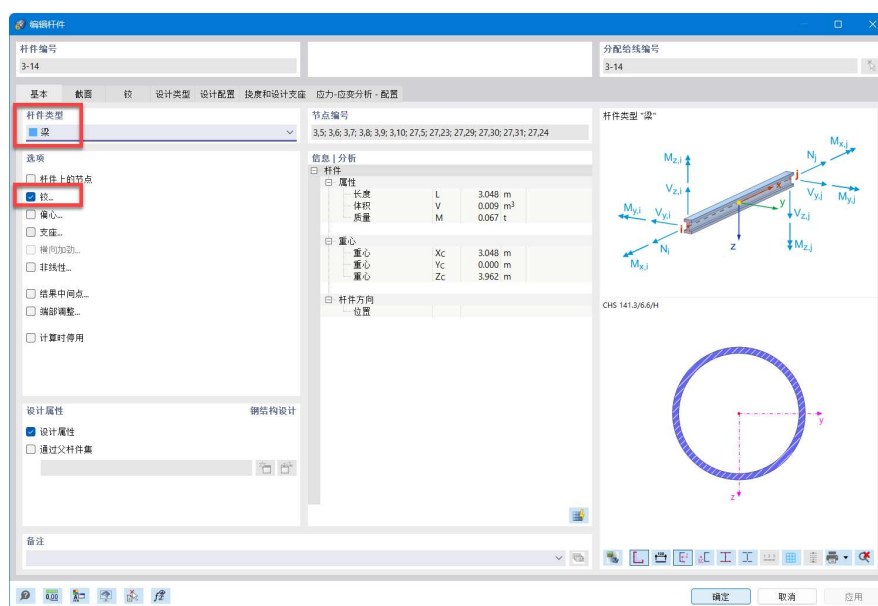 编辑杆件
杆件编号
3-14
分配给线编号
3-14
基本 截面 铰 设计类型 设计配置 挠度和设计支座 应力-应变分析 - 配置
杆件类型
梁
选项
杆件上的节点
铰...
偏心...
支座...
横向加劲...
非线性...
结果中间点...
端部调整...
计算时停用
设计属性 钢结构设计
设计属性
通过父杆件集
节点编号
3,5; 3,6; 3,7; 3,8; 3,9; 3,10; 27,5; 27,23; 27,29; 27,30; 27,31; 27,24
信息 | 分析
杆件
属性
长度 L 3.048 m
体积 V 0.009 m³
质量 M 0.067 t
重心
重心 Xc 3.048 m
重心 Yc 0.000 m
重心 Zc 3.962 m
杆件方向
位置
杆件类型 "梁"
Mx,j
Mz,i Nj
j
Vz,i x Vy,j My,j
My,i Vy,i y Vz,j
i
Ni z Mz,j
Mx,i
CHS 141.3/6.6/H
y
z
备注
0,00
确定 取消 应用